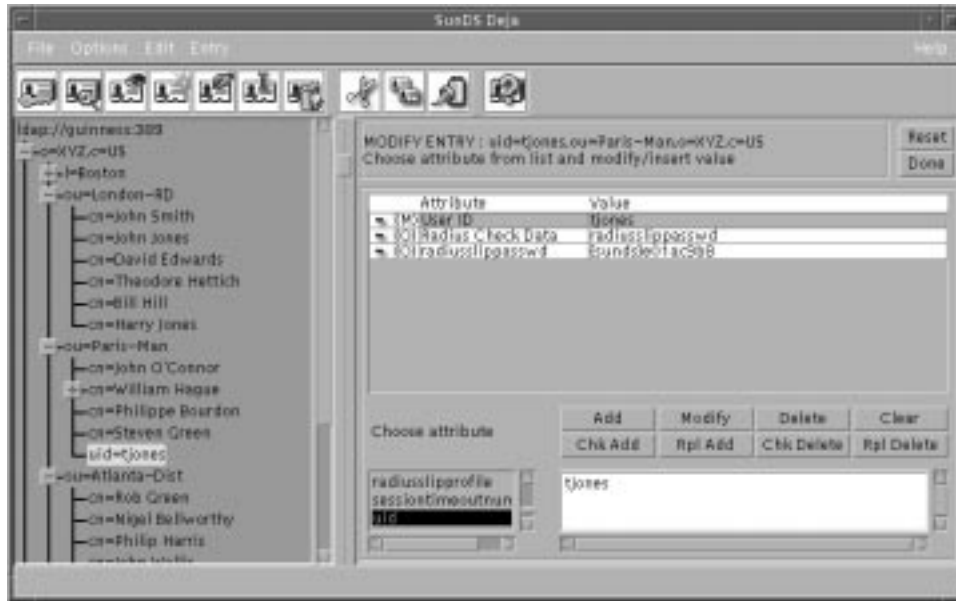 SunDS Deja
File Options Edit Entry Help
ldap://guinness:389
o=XYZ,c=US
l=Boston
ou=London-RD
cn=John Smith
cn=John Jones
cn=David Edwards
cn=Theodore Hettich
cn=Bill Hill
cn=Harry Jones
ou=Paris-Man
cn=John O'Connor
cn=William Hague
cn=Philippe Bourdon
cn=Steven Green
uid=tjones
ou=Atlanta-Dist
cn=Rob Green
cn=Nigel Bellworthy
cn=Philip Harris
MODIFY ENTRY : uid=tjones,ou=Paris-Man,o=XYZ,c=US
Choose attribute from list and modify/insert value
Reset
Done
Attribute Value
(M) User ID tjones
(O) Radius Check Data radiusslippasswd
(O) radiusslippasswd
Choose attribute
Add Modify Delete Clear
Chk Add Rpl Add Chk Delete Rpl Delete
radiusslipprofile
sessiontimeoutnum
uid
tjones